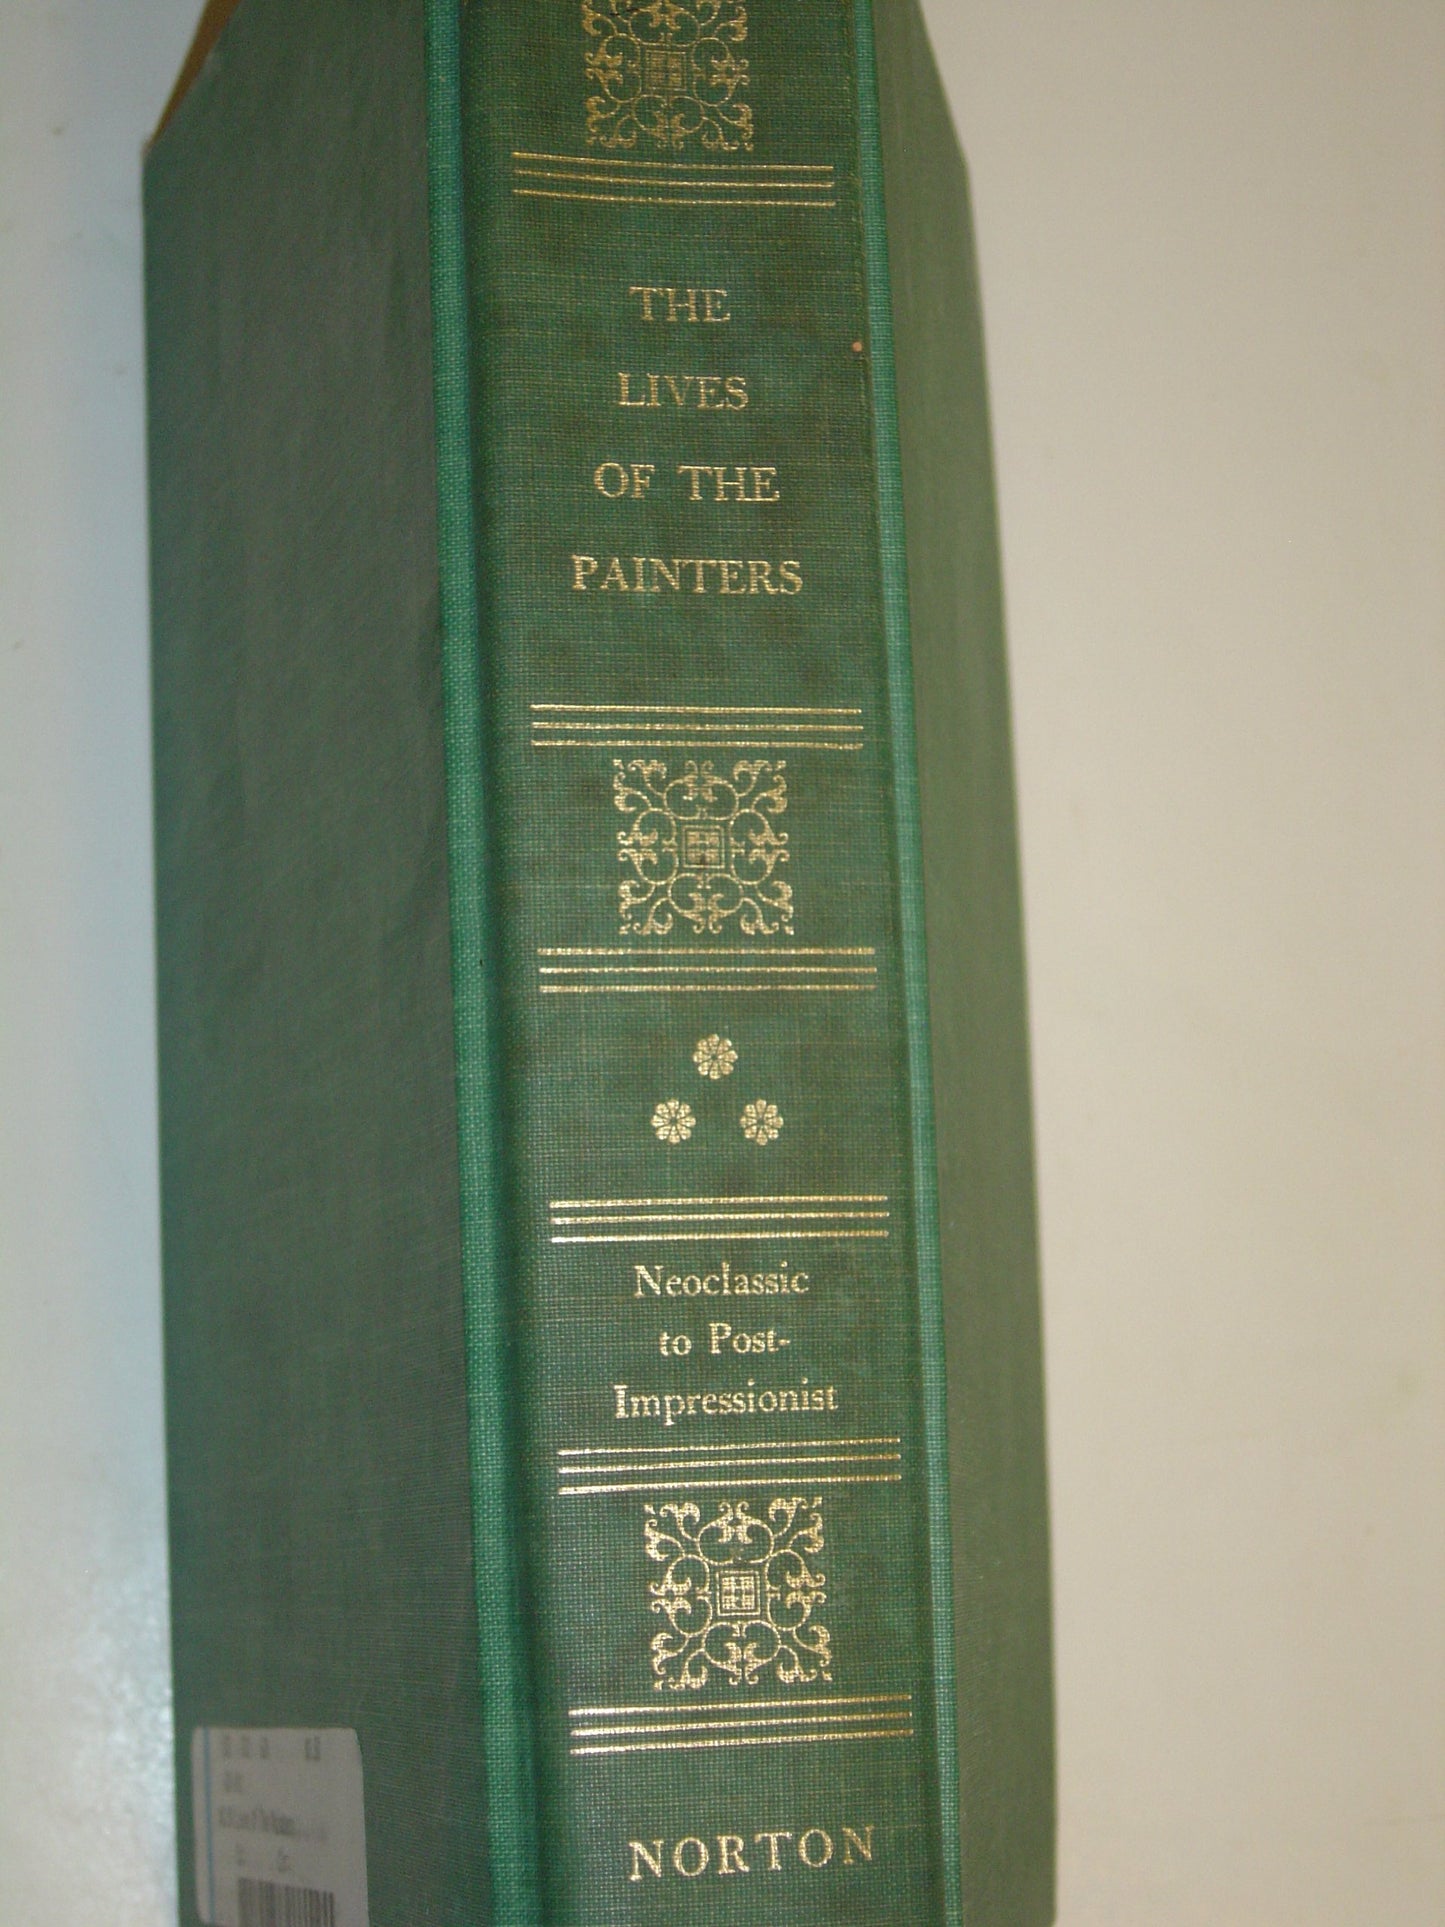 THE
LIVES
OF THE
PAINTERS
Neoclassic
to Post-
Impressionist
NORTON